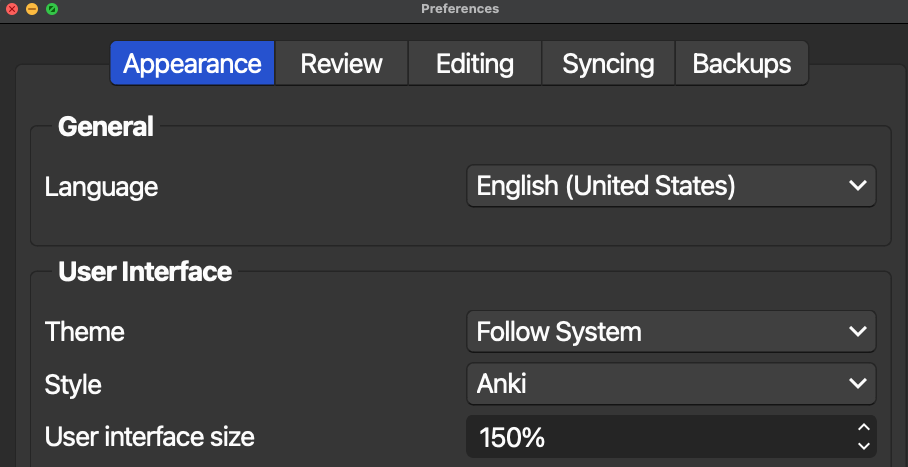 Preferences
Appearance Review Editing Syncing Backups
General
Language English (United States)
User Interface
Theme Follow System
Style Anki
User interface size 150%